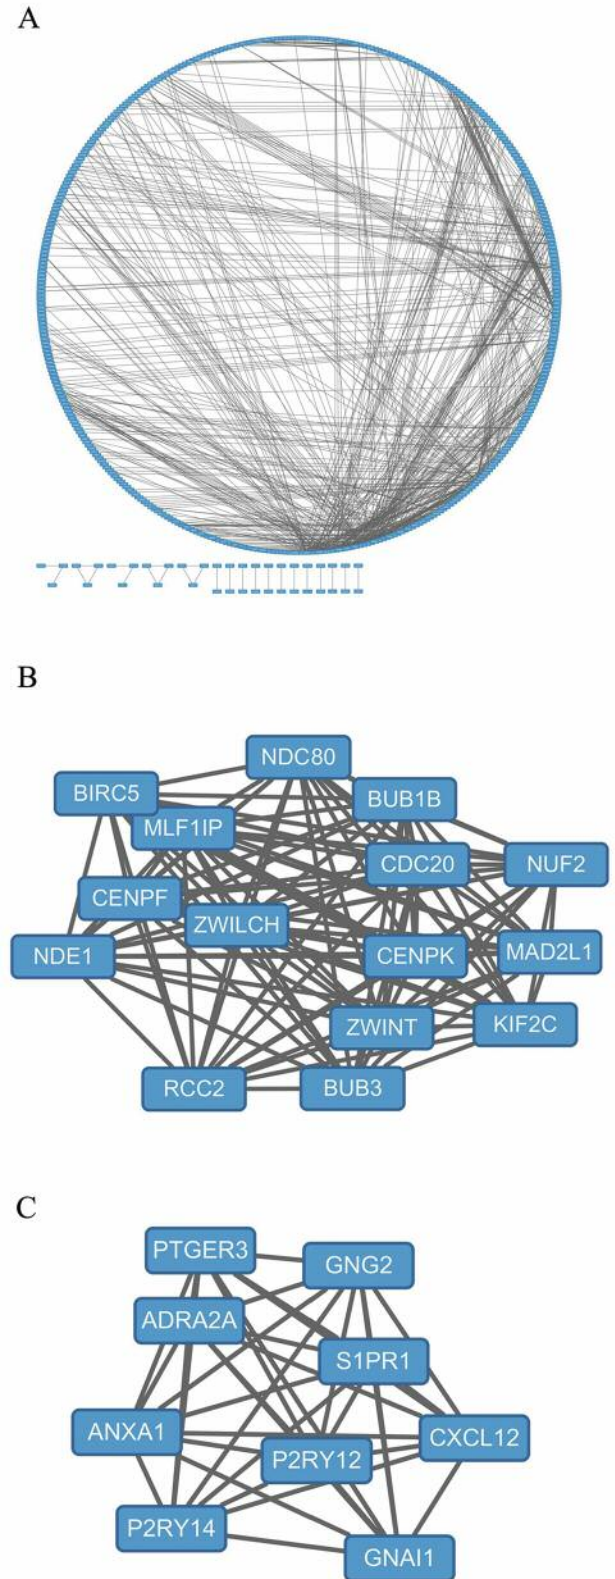 A
B
NDC80
BIRC5
BUB1B
MLF1IP
CDC20
NUF2
CENPF
ZWILCH
NDE1
CENPK
MAD2L1
ZWINT
KIF2C
RCC2
BUB3
C
PTGER3
GNG2
ADRA2A
S1PR1
ANXA1
CXCL12
P2RY12
P2RY14
GNAI1